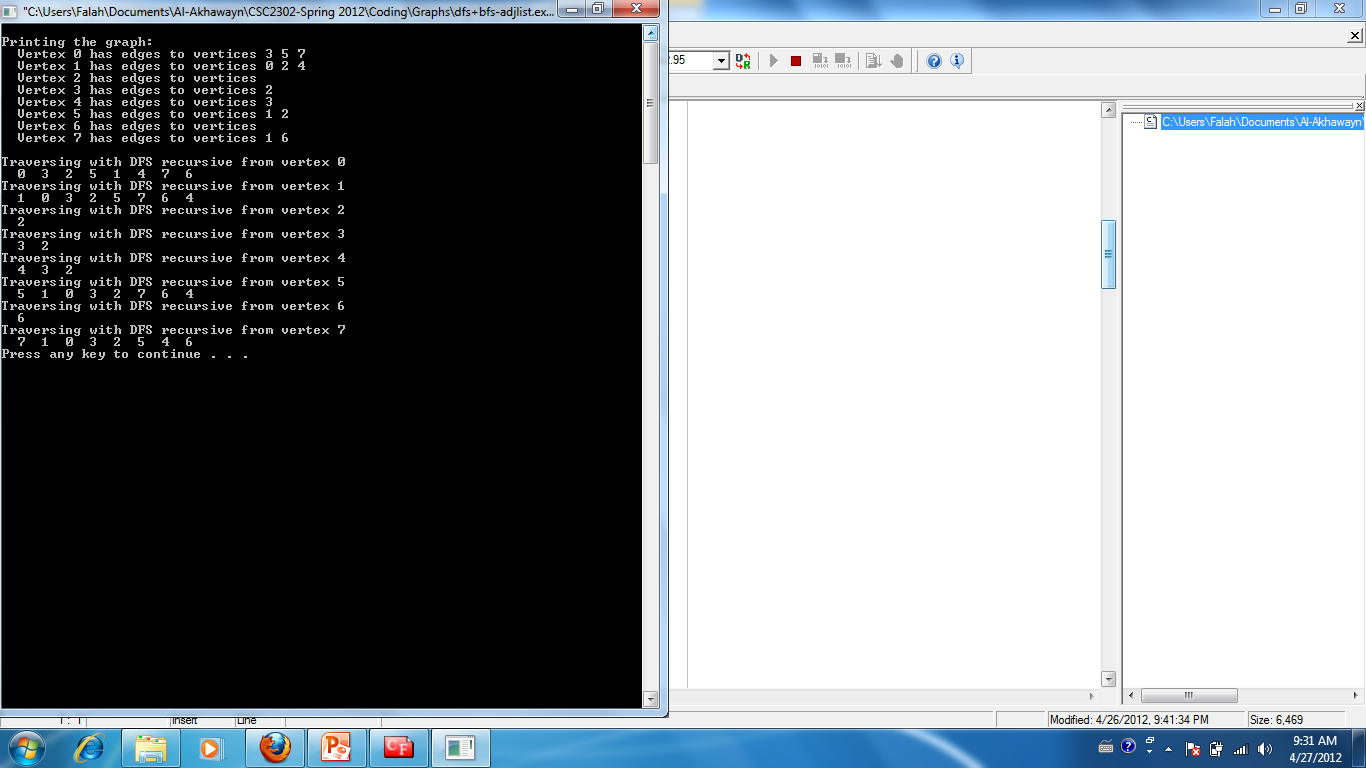 "C:\Users\Falah\Documents\Al-Akhawayn\CSC2302-Spring 2012\Coding\Graphs\dfs+bfs-adjlist.ex...
Printing the graph:
Vertex 0 has edges to vertices 3 5 7
Vertex 1 has edges to vertices 0 2 4
Vertex 2 has edges to vertices
Vertex 3 has edges to vertices 2
Vertex 4 has edges to vertices 3
Vertex 5 has edges to vertices 1 2
Vertex 6 has edges to vertices
Vertex 7 has edges to vertices 1 6
Traversing with DFS recursive from vertex 0
0 3 2 5 1 4 7 6
Traversing with DFS recursive from vertex 1
1 0 3 2 5 7 6 4
Traversing with DFS recursive from vertex 2
2
Traversing with DFS recursive from vertex 3
3 2
Traversing with DFS recursive from vertex 4
4 3 2
Traversing with DFS recursive from vertex 5
5 1 0 3 2 7 6 4
Traversing with DFS recursive from vertex 6
6
Traversing with DFS recursive from vertex 7
7 1 0 3 2 5 4 6
Press any key to continue . . .
.95
C:\Users\Falah\Documents\Al-Akhawayn\
1 : 1 Insert Line
Modified: 4/26/2012, 9:41:34 PM Size: 6,469
9:31 AM
4/27/2012